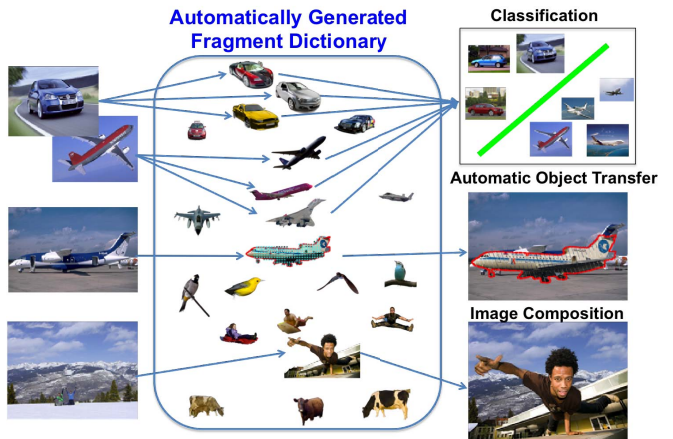 Automatically Generated
Fragment Dictionary
Classification
Automatic Object Transfer
Image Composition